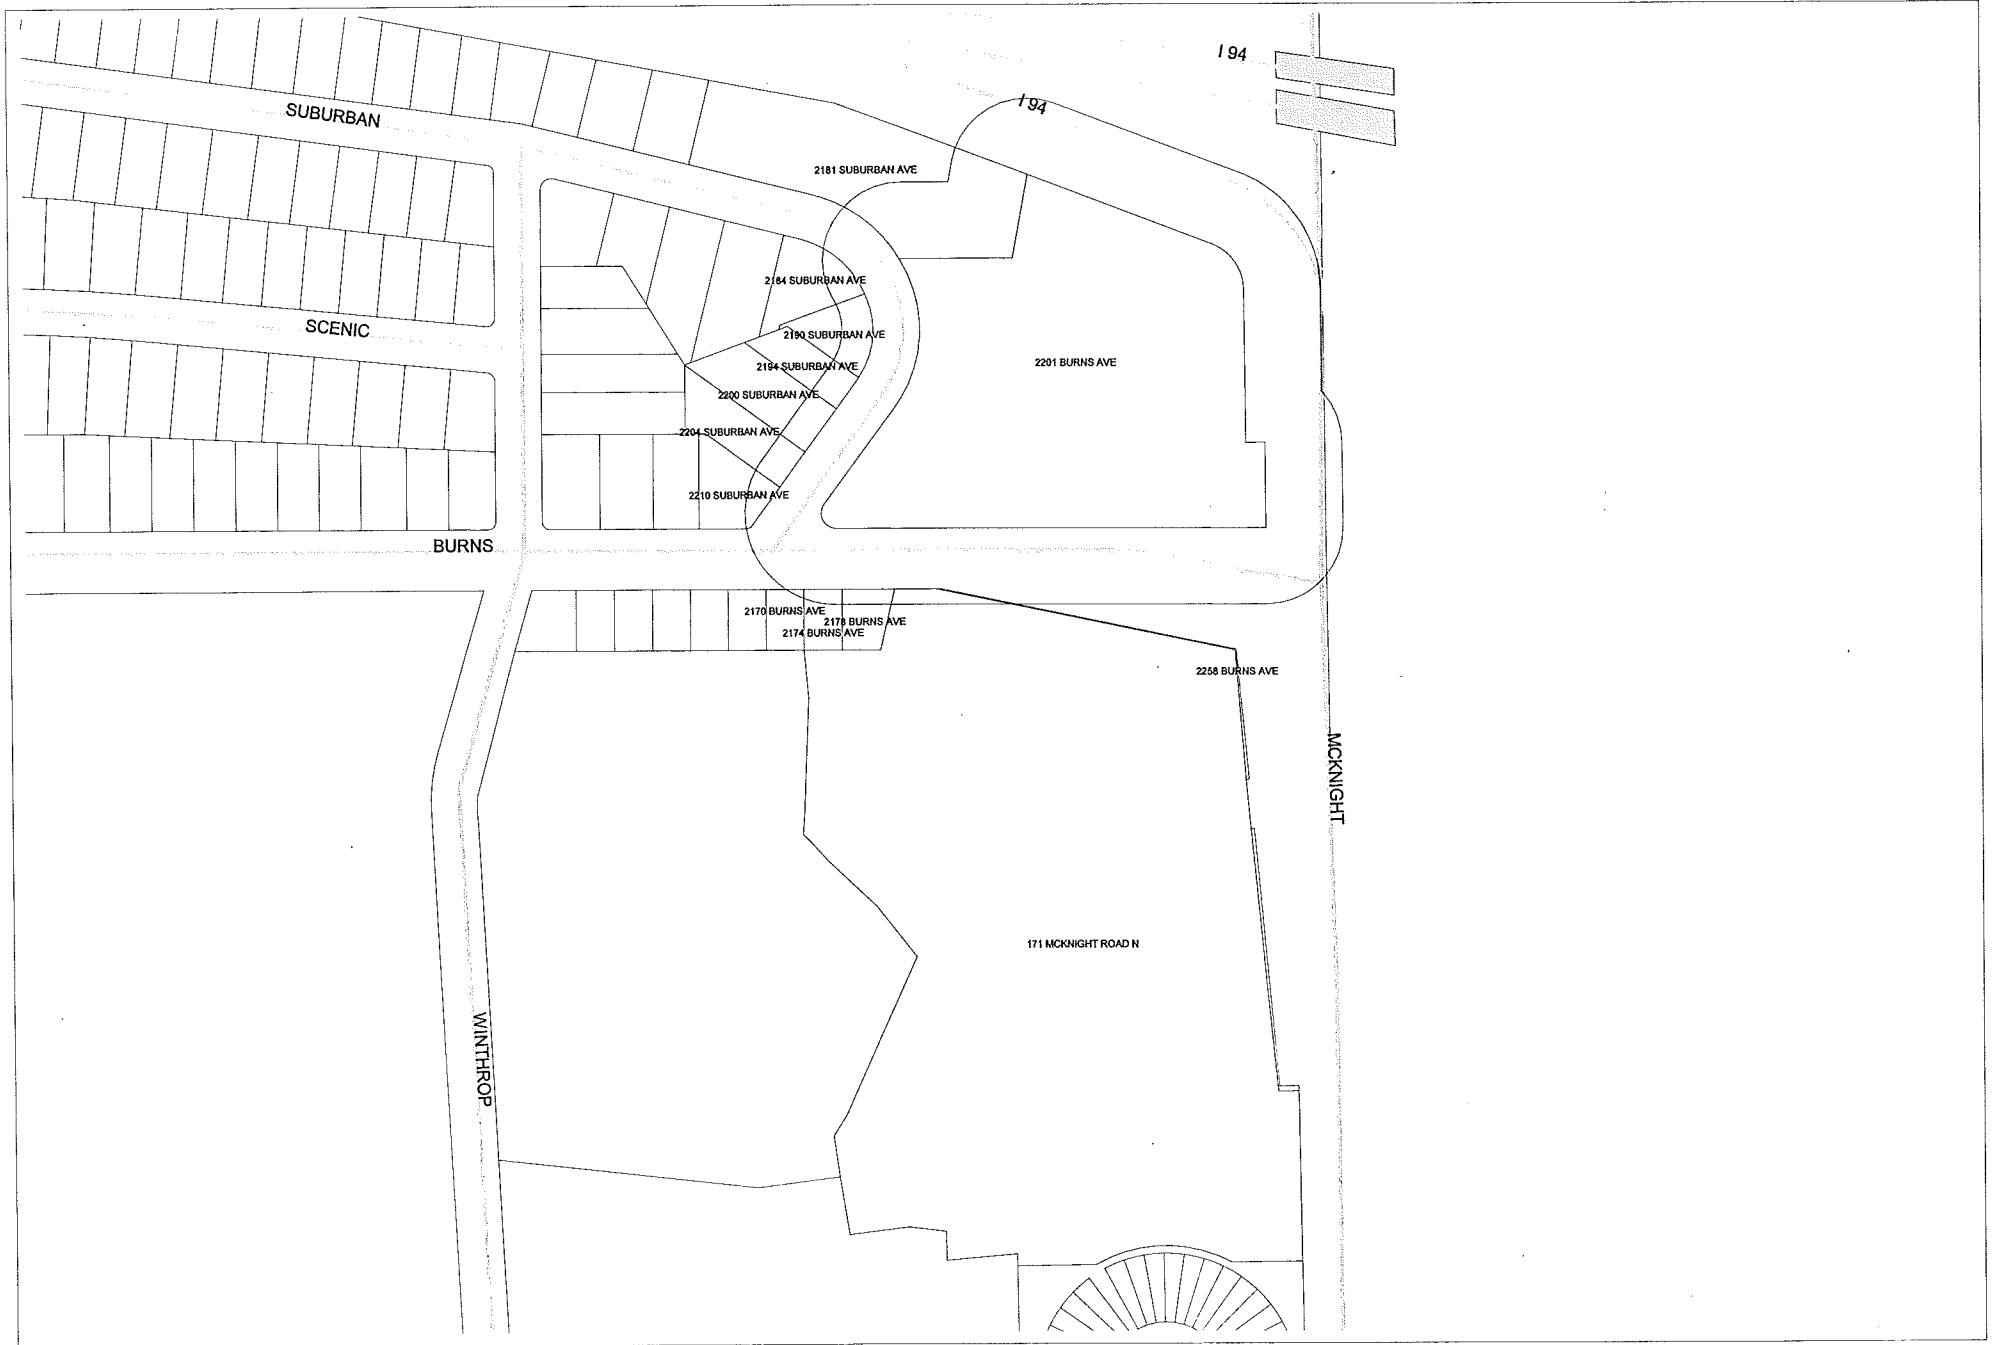 I 94
I 94
SUBURBAN
2181 SUBURBAN AVE
2184 SUBURBAN AVE
SCENIC
2190 SUBURBAN AVE
2201 BURNS AVE
2194 SUBURBAN AVE
2200 SUBURBAN AVE
2204 SUBURBAN AVE
2210 SUBURBAN AVE
BURNS
2170 BURNS AVE
2178 BURNS AVE
2174 BURNS AVE
2258 BURNS AVE
MCKNIGHT
171 MCKNIGHT ROAD N
WINTHROP